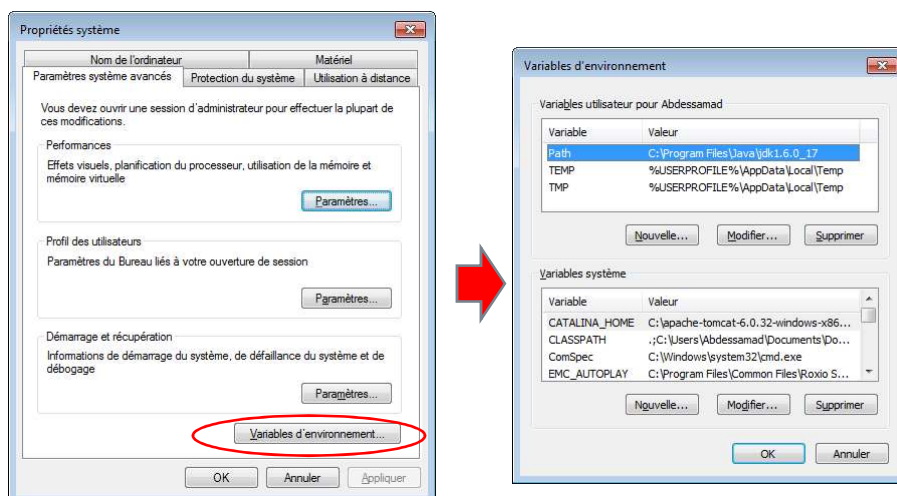 Propriétés système
Nom de l'ordinateur
Matériel
Paramètres système avancés
Protection du système
Utilisation à distance
Vous devez ouvrir une session d'administrateur pour effectuer la plupart de
ces modifications.
Performances
Effets visuels, planification du processeur, utilisation de la mémoire et
mémoire virtuelle
Paramètres...
Profil des utilisateurs
Paramètres du Bureau liés à votre ouverture de session
Paramètres...
Démarrage et récupération
Informations de démarrage du système, de défaillance du système et de
débogage
Paramètres...
Variables d'environnement...
OK
Annuler
Appliquer
Variables d'environnement
Variables utilisateur pour Abdessamad
Variable Valeur
Path C:\Program Files\Java\jdk1.6.0_17
TEMP %USERPROFILE%\AppData\Local\Temp
TMP %USERPROFILE%\AppData\Local\Temp
Nouvelle...
Modifier...
Supprimer
Variables système
Variable Valeur
CATALINA_HOME C:\apache-tomcat-6.0.32-windows-x86...
CLASSPATH .;C:\Users\Abdessamad\Documents\Do...
ComSpec C:\Windows\system32\cmd.exe
EMC_AUTOPLAY C:\Program Files\Common Files\Roxio S...
Nouvelle...
Modifier...
Supprimer
OK
Annuler